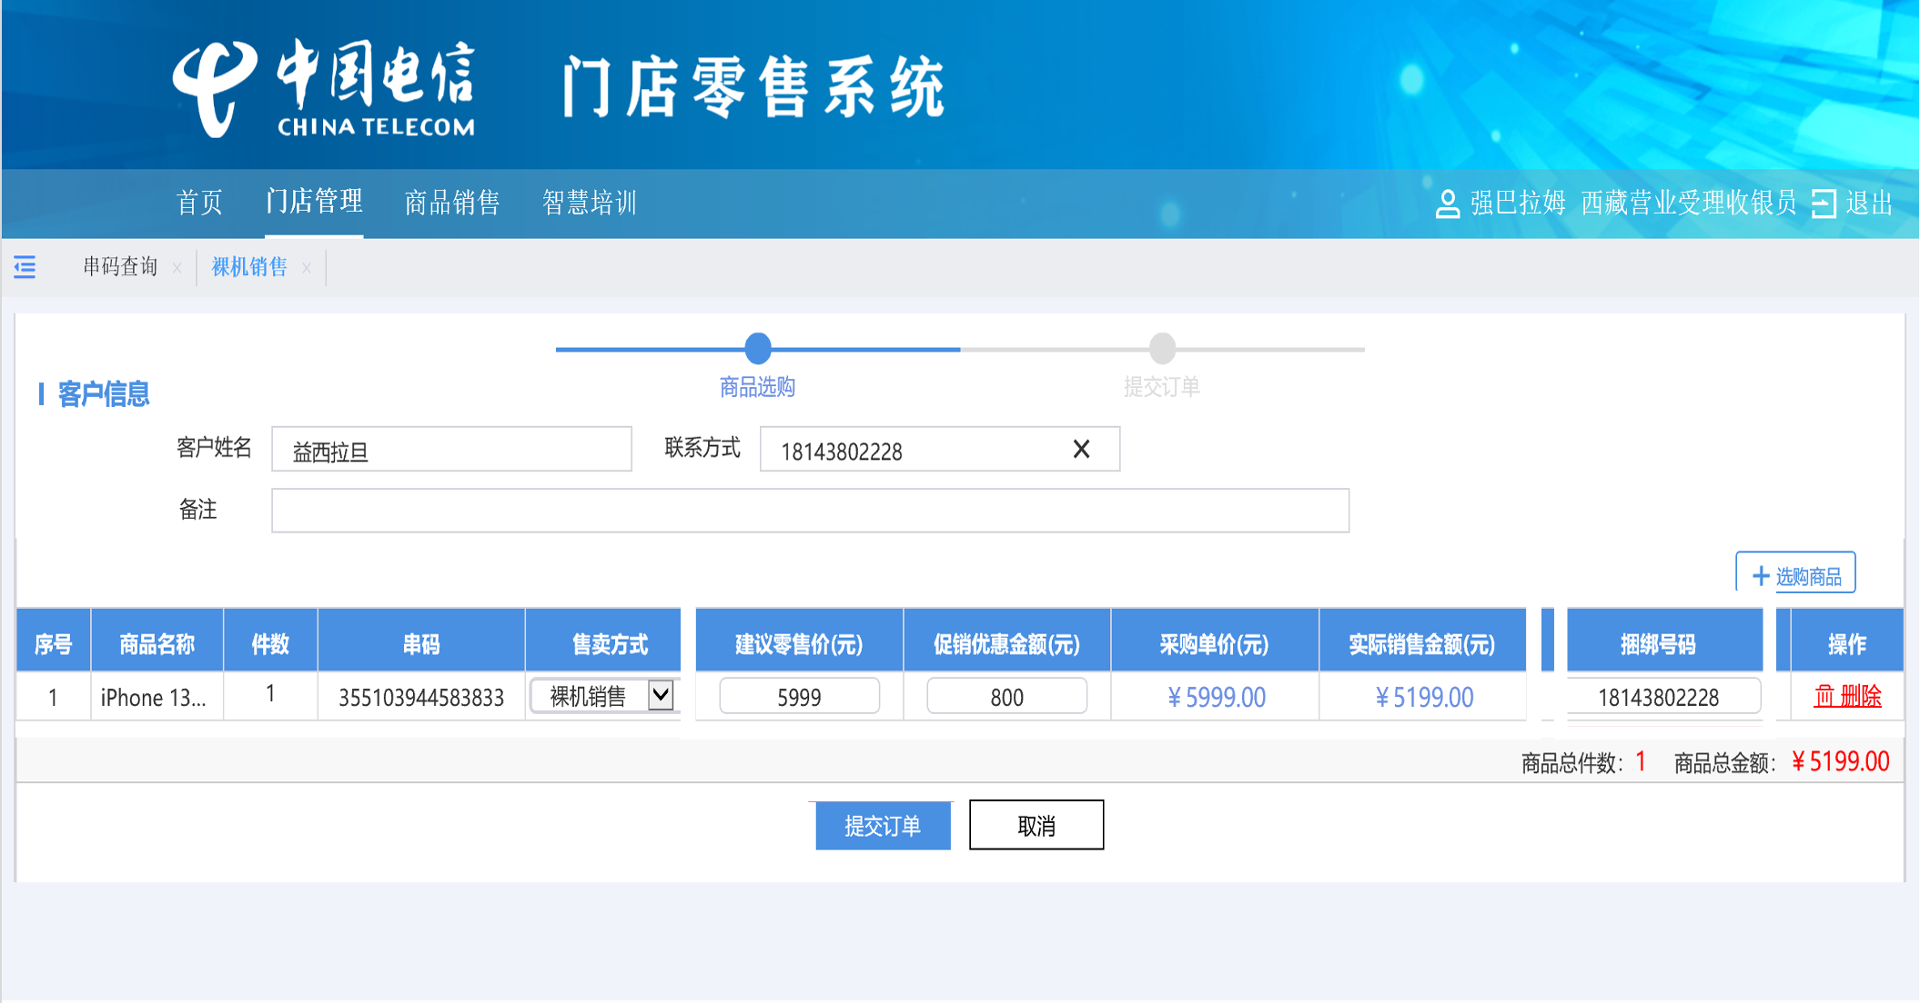 中国电信
CHINA TELECOM
门店零售系统
首页 门店管理 商品销售 智慧培训 强巴拉姆 西藏营业受理收银员 退出
串码查询 x 裸机销售 x
商品选购 提交订单
客户信息
客户姓名 益西拉旦 联系方式 18143802228 X
备注
+ 选购商品
序号 商品名称 件数 串码 售卖方式 建议零售价(元) 促销优惠金额(元) 采购单价(元) 实际销售金额(元) 捆绑号码 操作
1 iPhone 13... 1 355103944583833 裸机销售 5999 800 ¥5999.00 ¥5199.00 18143802228 删除
商品总件数：1 商品总金额：¥5199.00
提交订单 取消